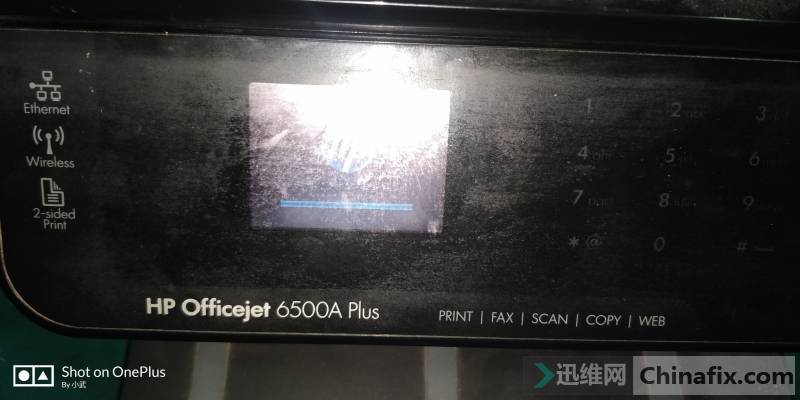 Ethernet
Wireless
2-sided
Print
1
2
3
4
5
6
7
8
9
* @
0
#
HP Officejet 6500A Plus
PRINT | FAX | SCAN | COPY | WEB
Shot on OnePlus
By 小武
迅维网
Chinafix.com